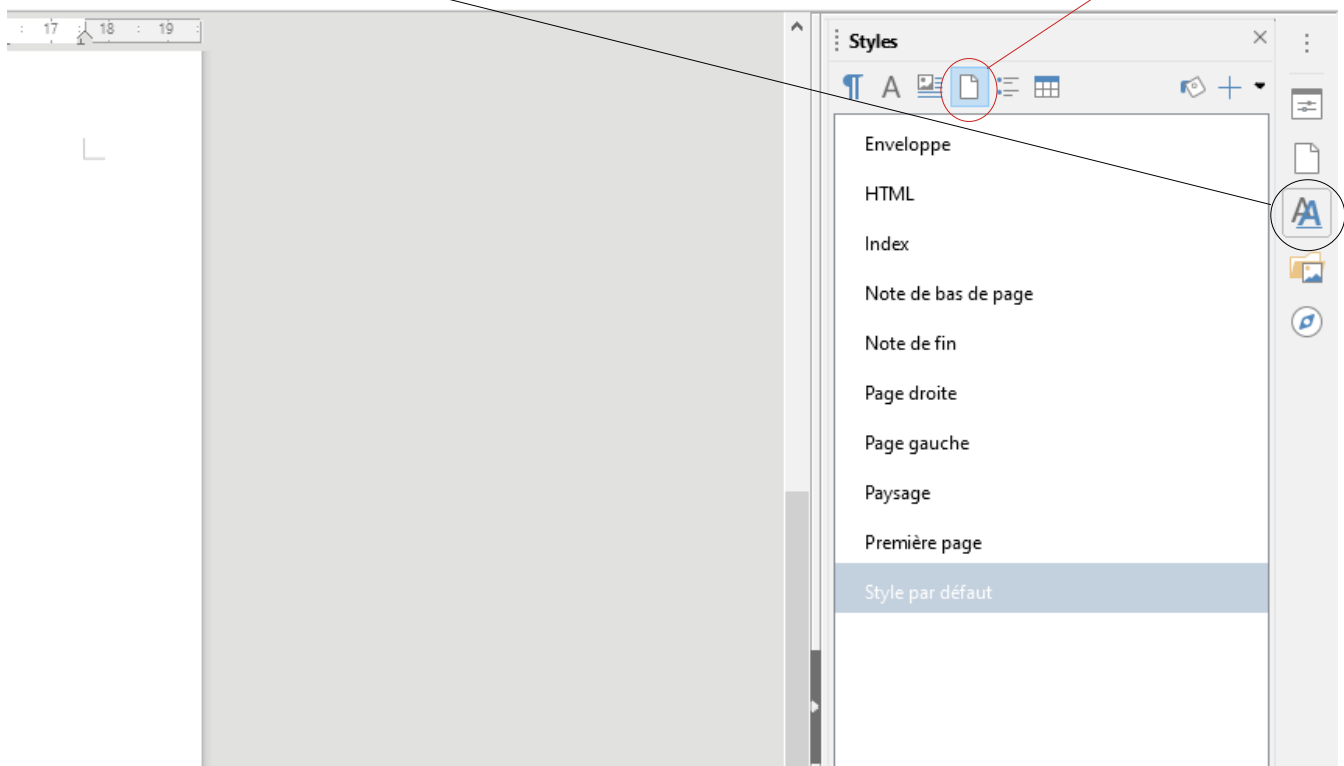 17 18 19
Styles
Enveloppe
HTML
Index
Note de bas de page
Note de fin
Page droite
Page gauche
Paysage
Première page
Style par défaut